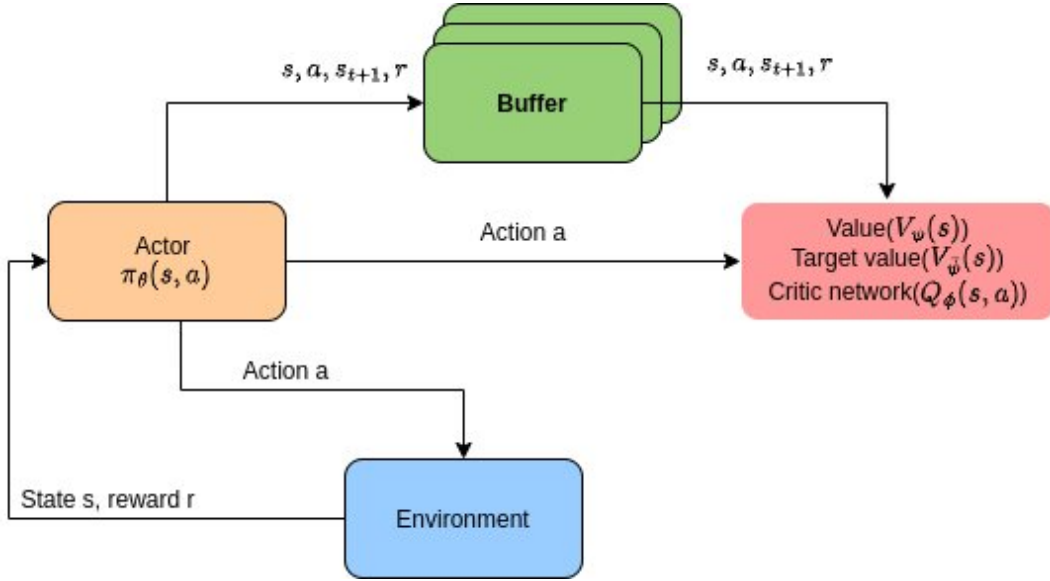 s, a, s_{t+1}, r
s, a, s_{t+1}, r
Buffer
Actor
π_θ(s, a)
Action a
Value(V_ψ(s))
Target value(V_ψ̄(s))
Critic network(Q_ϕ(s, a))
Action a
State s, reward r
Environment